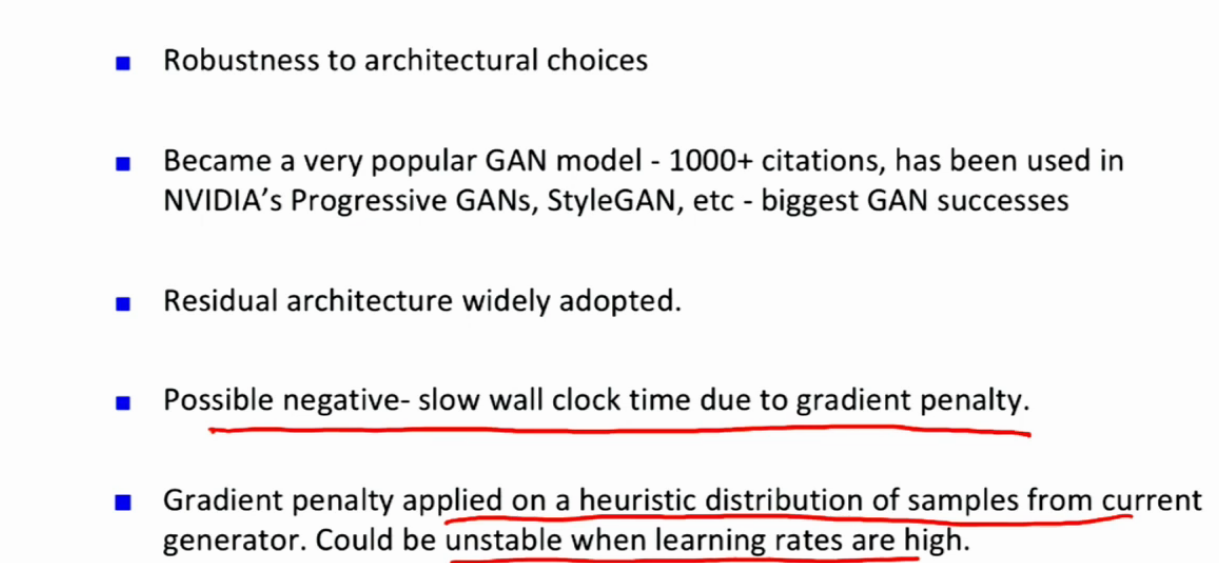 Robustness to architectural choices
Became a very popular GAN model - 1000+ citations, has been used in
NVIDIA’s Progressive GANs, StyleGAN, etc - biggest GAN successes
Residual architecture widely adopted.
Possible negative- slow wall clock time due to gradient penalty.
Gradient penalty applied on a heuristic distribution of samples from current
generator. Could be unstable when learning rates are high.